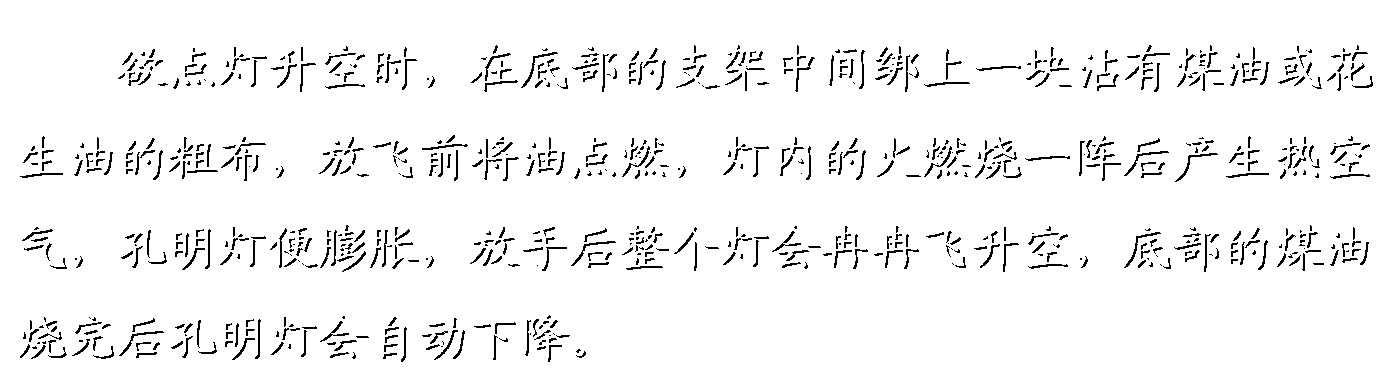 欲点灯升空时，在底部的支架中间绑上一块沾有煤油或花
生油的粗布，放飞前将油点燃，灯内的火燃烧一阵后产生热空
气，孔明灯便膨胀，放手后整个灯会冉冉飞升空，底部的煤油
烧完后孔明灯会自动下降。